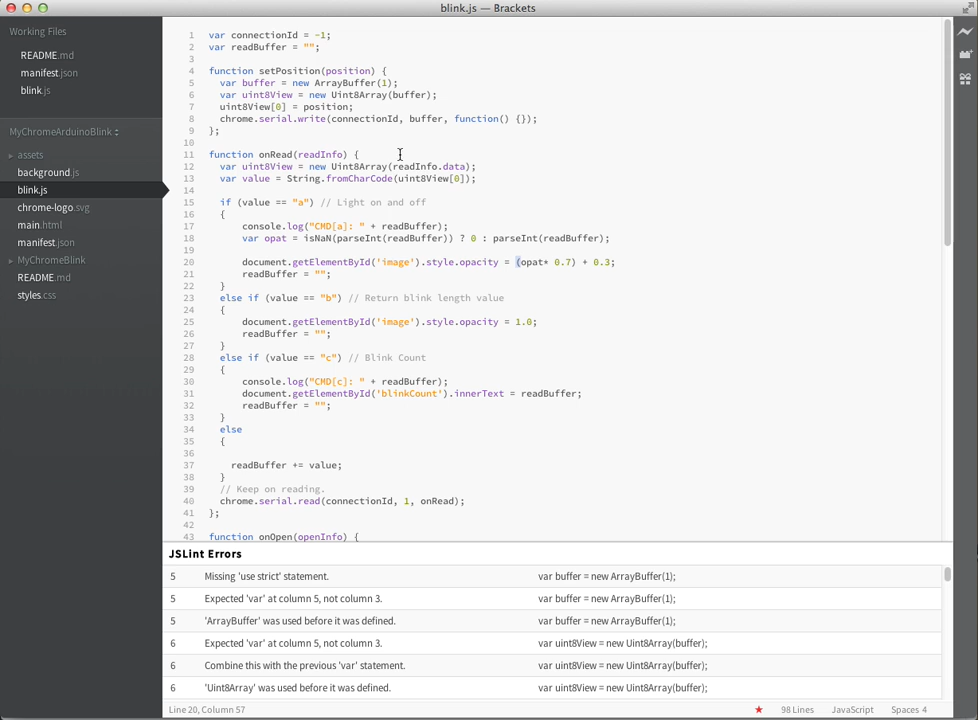 blink.js — Brackets
Working Files
README.md
manifest.json
blink.js
MyChromeArduinoBlink
assets
background.js
blink.js
chrome-logo.svg
main.html
manifest.json
MyChromeBlink
README.md
styles.css
1 var connectionId = -1;
2 var readBuffer = "";
3
4 function setPosition(position) {
5 var buffer = new ArrayBuffer(1);
6 var uint8View = new Uint8Array(buffer);
7 uint8View[0] = position;
8 chrome.serial.write(connectionId, buffer, function() {});
9 };
10
11 function onRead(readInfo) {
12 var uint8View = new Uint8Array(readInfo.data);
13 var value = String.fromCharCode(uint8View[0]);
14
15 if (value == "a") // Light on and off
16 {
17 console.log("CMD[a]: " + readBuffer);
18 var opat = isNaN(parseInt(readBuffer)) ? 0 : parseInt(readBuffer);
19
20 document.getElementById('image').style.opacity = (opat* 0.7) + 0.3;
21 readBuffer = "";
22 }
23 else if (value == "b") // Return blink length value
24 {
25 document.getElementById('image').style.opacity = 1.0;
26 readBuffer = "";
27 }
28 else if (value == "c") // Blink Count
29 {
30 console.log("CMD[c]: " + readBuffer);
31 document.getElementById('blinkCount').innerText = readBuffer;
32 readBuffer = "";
33 }
34 else
35 {
36
37 readBuffer += value;
38 }
39 // Keep on reading.
40 chrome.serial.read(connectionId, 1, onRead);
41 };
42
43 function onOpen(openInfo) {
JSLint Errors
5 Missing 'use strict' statement. var buffer = new ArrayBuffer(1);
5 Expected 'var' at column 5, not column 3. var buffer = new ArrayBuffer(1);
5 'ArrayBuffer' was used before it was defined. var buffer = new ArrayBuffer(1);
6 Expected 'var' at column 5, not column 3. var uint8View = new Uint8Array(buffer);
6 Combine this with the previous 'var' statement. var uint8View = new Uint8Array(buffer);
6 'Uint8Array' was used before it was defined. var uint8View = new Uint8Array(buffer);
Line 20, Column 57 98 Lines JavaScript Spaces 4